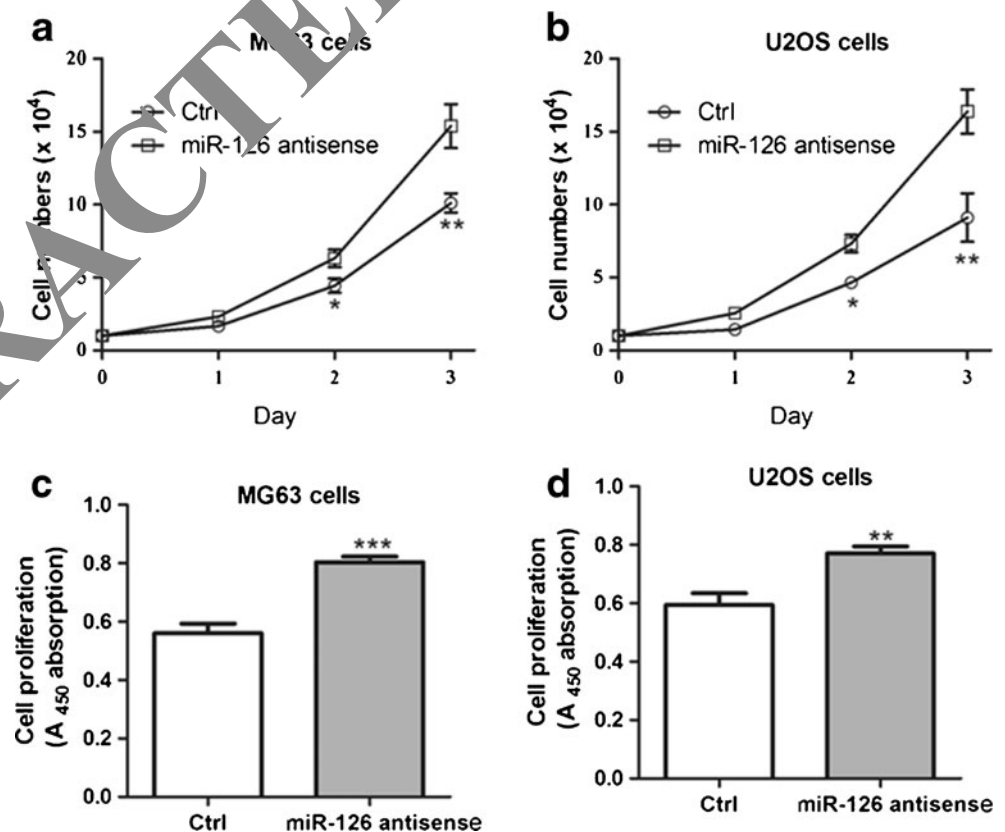 a
MG63 cells
20
15
10
5
0
Cell numbers (x 10⁴)
Ctrl
miR-126 antisense
**
*
0 1 2 3
Day
b
U2OS cells
20
15
10
5
0
Cell numbers (x 10⁴)
Ctrl
miR-126 antisense
**
*
0 1 2 3
Day
c
MG63 cells
1.0
0.8
0.6
0.4
0.2
0.0
Cell proliferation
(A 450 absorption)
***
Ctrl miR-126 antisense
d
U2OS cells
1.0
0.8
0.6
0.4
0.2
0.0
Cell proliferation
(A 450 absorption)
**
Ctrl miR-126 antisense
RACTE